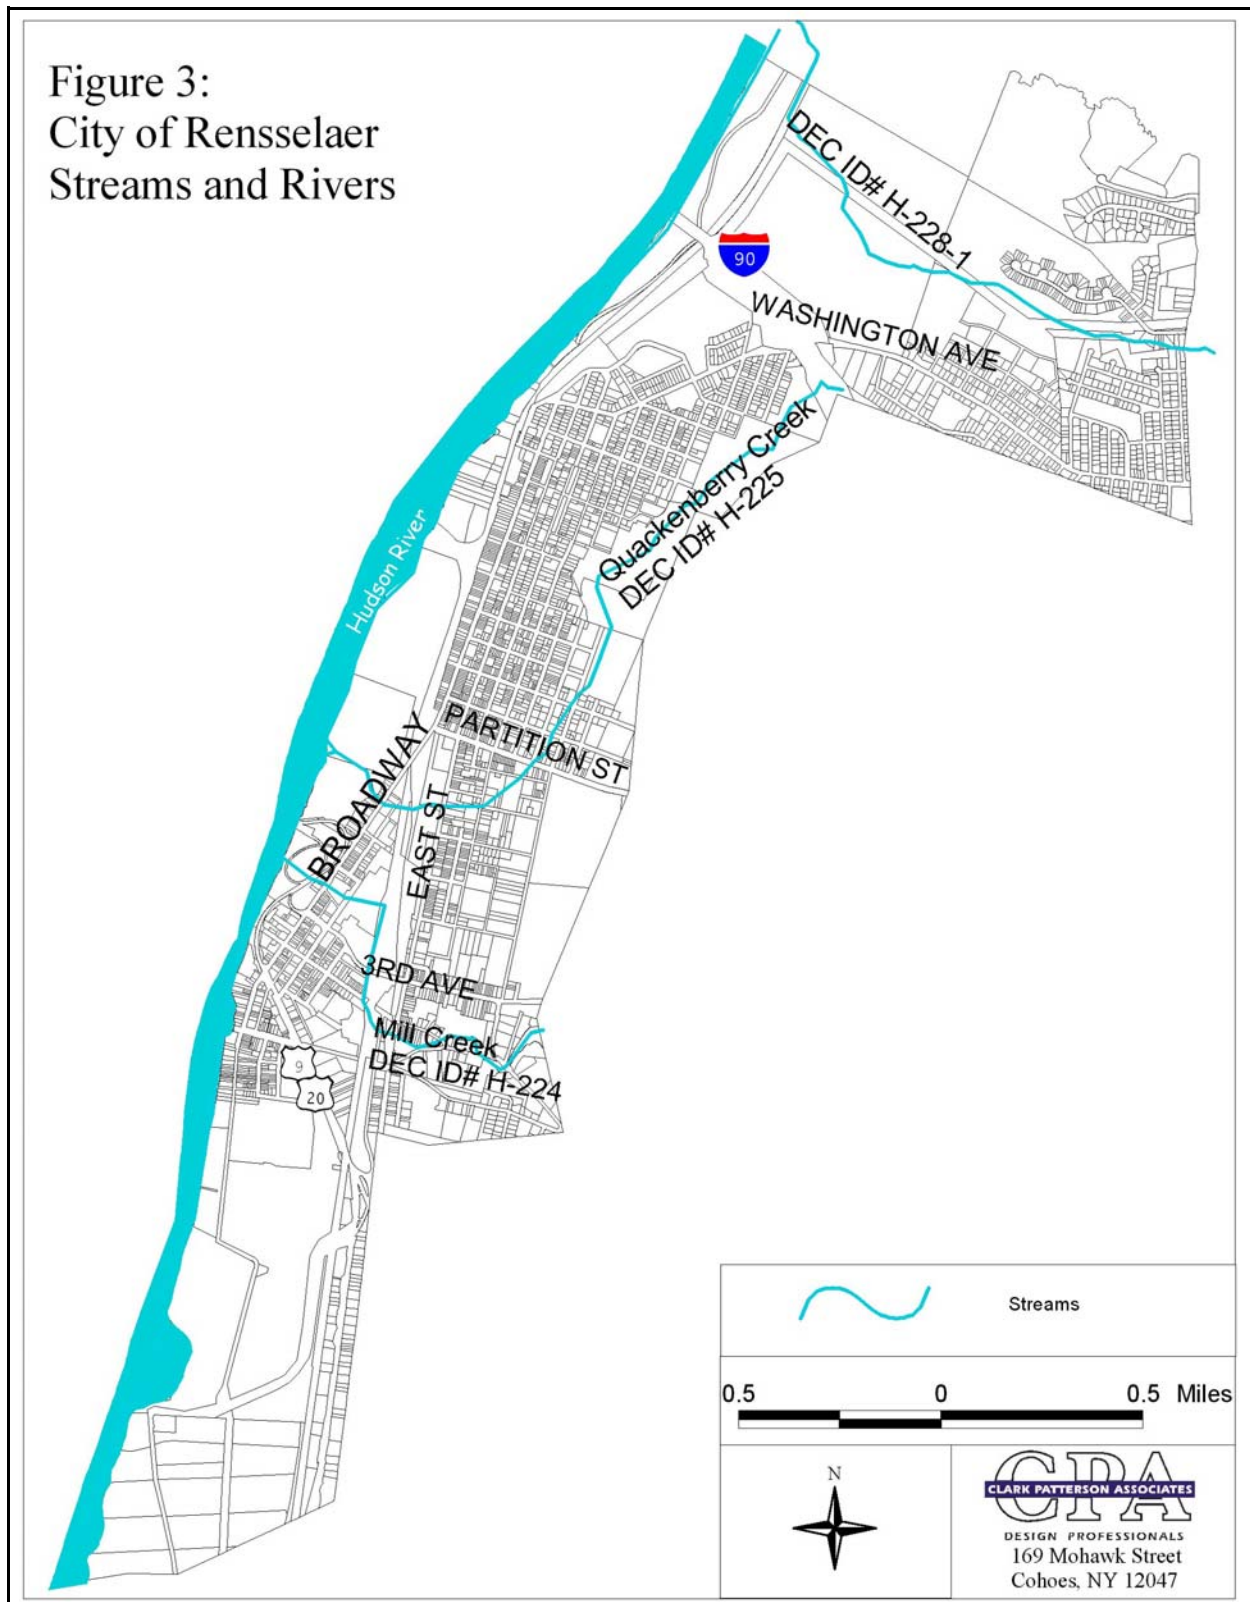 Figure 3:
City of Rensselaer
Streams and Rivers
DEC ID# H-228-1
90
WASHINGTON AVE
Quackenberry Creek
DEC ID# H-225
Hudson River
PARTITION ST
BROADWAY
EAST ST
3RD AVE
Mill Creek
DEC ID# H-224
9
20
Streams
0.5 0 0.5 Miles
N
CPA
CLARK PATTERSON ASSOCIATES
DESIGN PROFESSIONALS
169 Mohawk Street
Cohoes, NY 12047